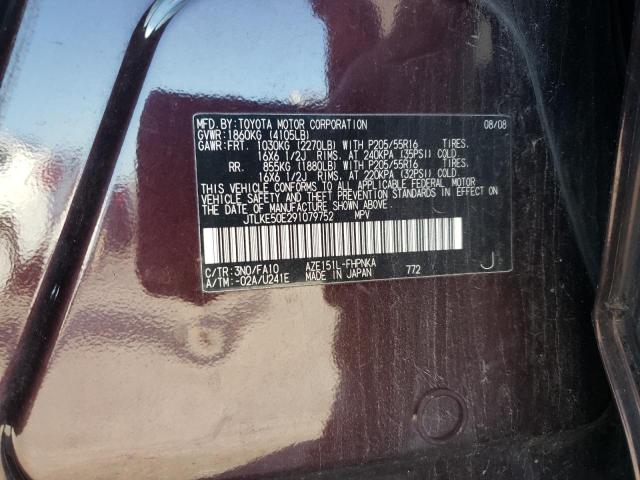 MFD. BY: TOYOTA MOTOR CORPORATION 08/08
GVWR: 1860KG (4105LB)
GAWR: FRT. 1030KG (2270LB) WITH P205/55R16 TIRES.
16X6 1/2J RIMS. AT 240KPA (35PSI) COLD
RR. 855KG (1880LB) WITH P205/55R16 TIRES.
16X6 1/2J RIMS. AT 220KPA (32PSI) COLD
THIS VEHICLE CONFORMS TO ALL APPLICABLE FEDERAL MOTOR
VEHICLE SAFETY, BUMPER, AND THEFT PREVENTION STANDARDS IN EFFECT
ON THE DATE OF MANUFACTURE SHOWN ABOVE.
JTLKE50E291079752 MPV
C/TR: 3N0/FA10 AZE151L-FHPNKA
A/TM: -02A/U241E MADE IN JAPAN 772 J